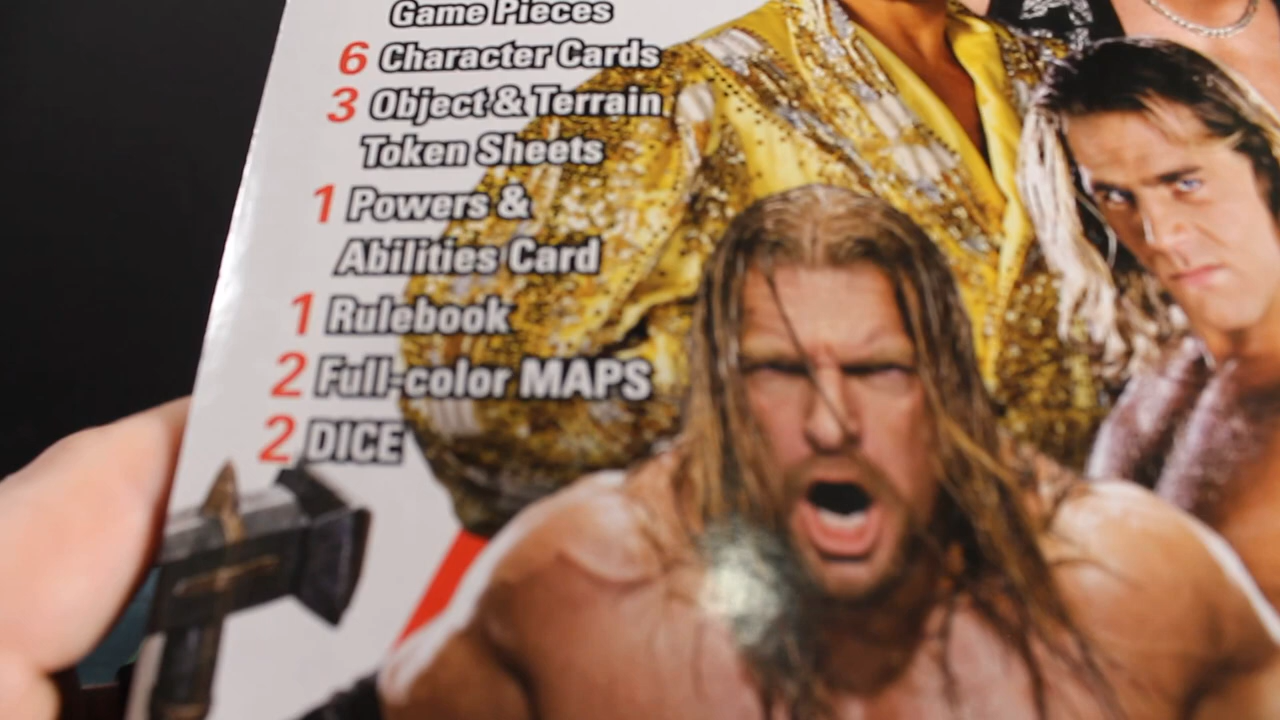 Game Pieces
6 Character Cards
3 Object & Terrain
Token Sheets
1 Powers &
Abilities Card
1 Rulebook
2 Full-color MAPS
2 DICE